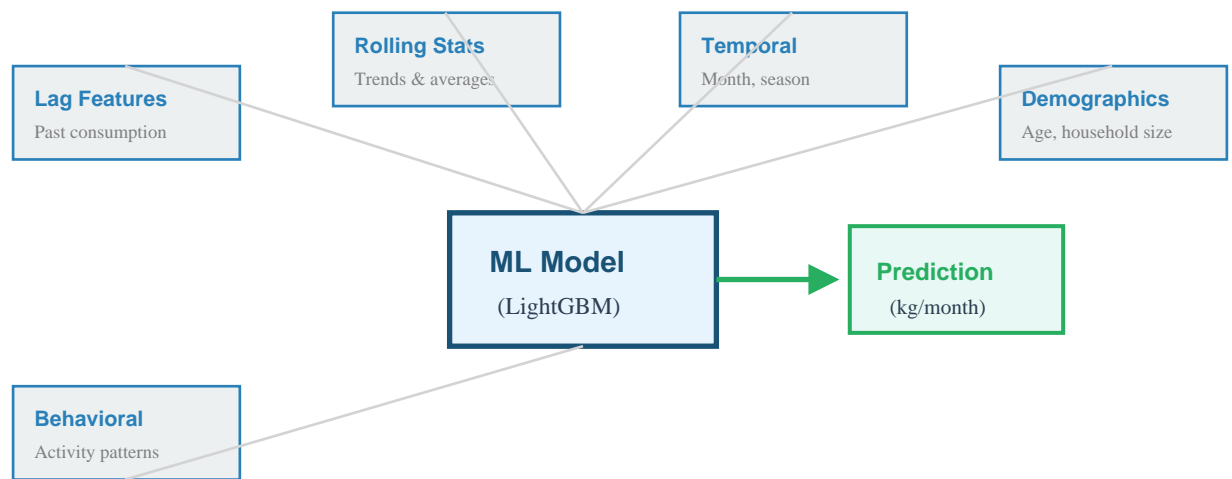 Rolling Stats
Trends & averages
Temporal
Month, season
Lag Features
Past consumption
Demographics
Age, household size
ML Model
(LightGBM)
Prediction
(kg/month)
Behavioral
Activity patterns